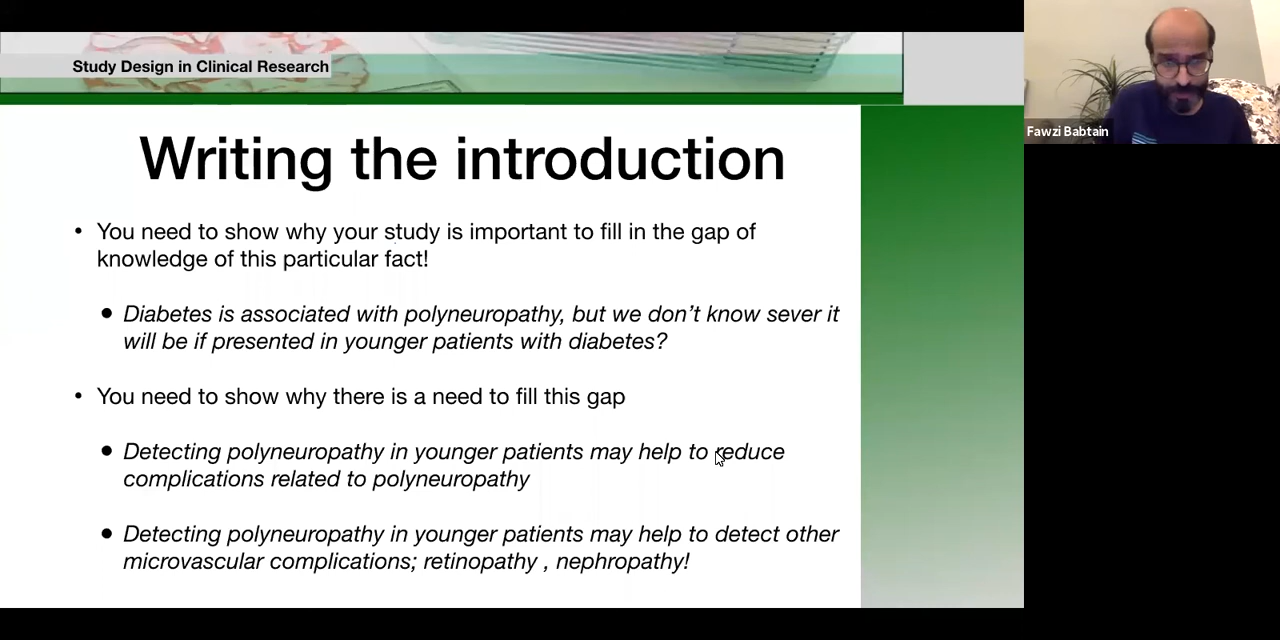 Study Design in Clinical Research
Fawzi Babtain
Writing the introduction
• You need to show why your study is important to fill in the gap of
knowledge of this particular fact!
• Diabetes is associated with polyneuropathy, but we don’t know sever it
will be if presented in younger patients with diabetes?
• You need to show why there is a need to fill this gap
• Detecting polyneuropathy in younger patients may help to reduce
complications related to polyneuropathy
• Detecting polyneuropathy in younger patients may help to detect other
microvascular complications; retinopathy , nephropathy!